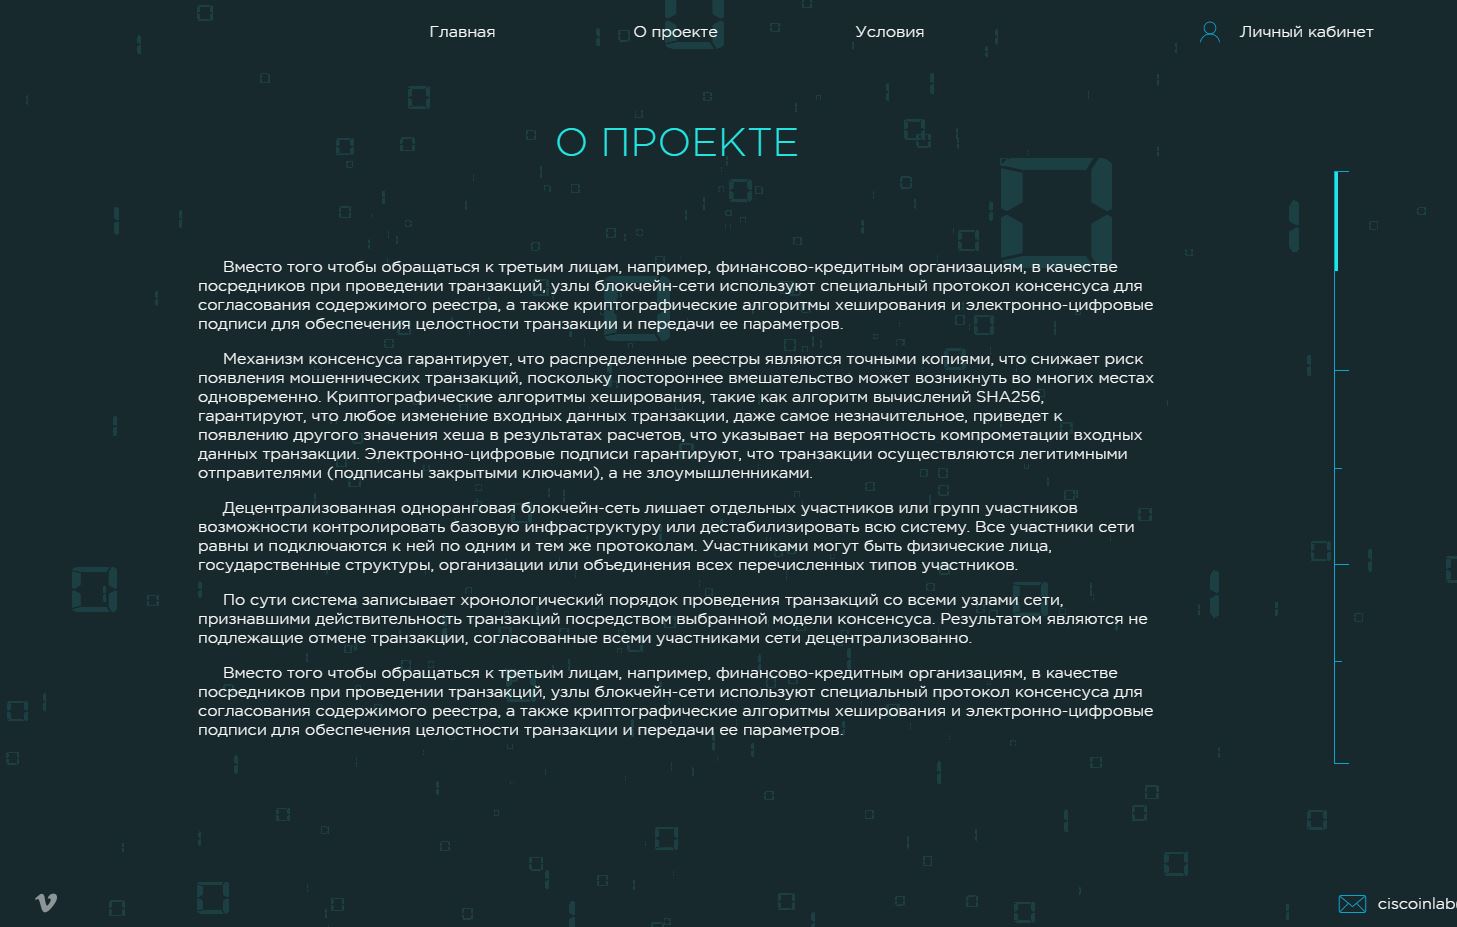 Главная О проекте Условия Личный кабинет
О ПРОЕКТЕ
Вместо того чтобы обращаться к третьим лицам, например, финансово-кредитным организациям, в качестве
посредников при проведении транзакций, узлы блокчейн-сети используют специальный протокол консенсуса для
согласования содержимого реестра, а также криптографические алгоритмы хеширования и электронно-цифровые
подписи для обеспечения целостности транзакции и передачи ее параметров.
Механизм консенсуса гарантирует, что распределенные реестры являются точными копиями, что снижает риск
появления мошеннических транзакций, поскольку постороннее вмешательство может возникнуть во многих местах
одновременно. Криптографические алгоритмы хеширования, такие как алгоритм вычислений SHA256,
гарантируют, что любое изменение входных данных транзакции, даже самое незначительное, приведет к
появлению другого значения хеша в результатах расчетов, что указывает на вероятность компрометации входных
данных транзакции. Электронно-цифровые подписи гарантируют, что транзакции осуществляются легитимными
отправителями (подписаны закрытыми ключами), а не злоумышленниками.
Децентрализованная одноранговая блокчейн-сеть лишает отдельных участников или групп участников
возможности контролировать базовую инфраструктуру или дестабилизировать всю систему. Все участники сети
равны и подключаются к ней по одним и тем же протоколам. Участниками могут быть физические лица,
государственные структуры, организации или объединения всех перечисленных типов участников.
По сути система записывает хронологический порядок проведения транзакций со всеми узлами сети,
признавшими действительность транзакций посредством выбранной модели консенсуса. Результатом являются не
подлежащие отмене транзакции, согласованные всеми участниками сети децентрализованно.
Вместо того чтобы обращаться к третьим лицам, например, финансово-кредитным организациям, в качестве
посредников при проведении транзакций, узлы блокчейн-сети используют специальный протокол консенсуса для
согласования содержимого реестра, а также криптографические алгоритмы хеширования и электронно-цифровые
подписи для обеспечения целостности транзакции и передачи ее параметров.
ciscoinlab